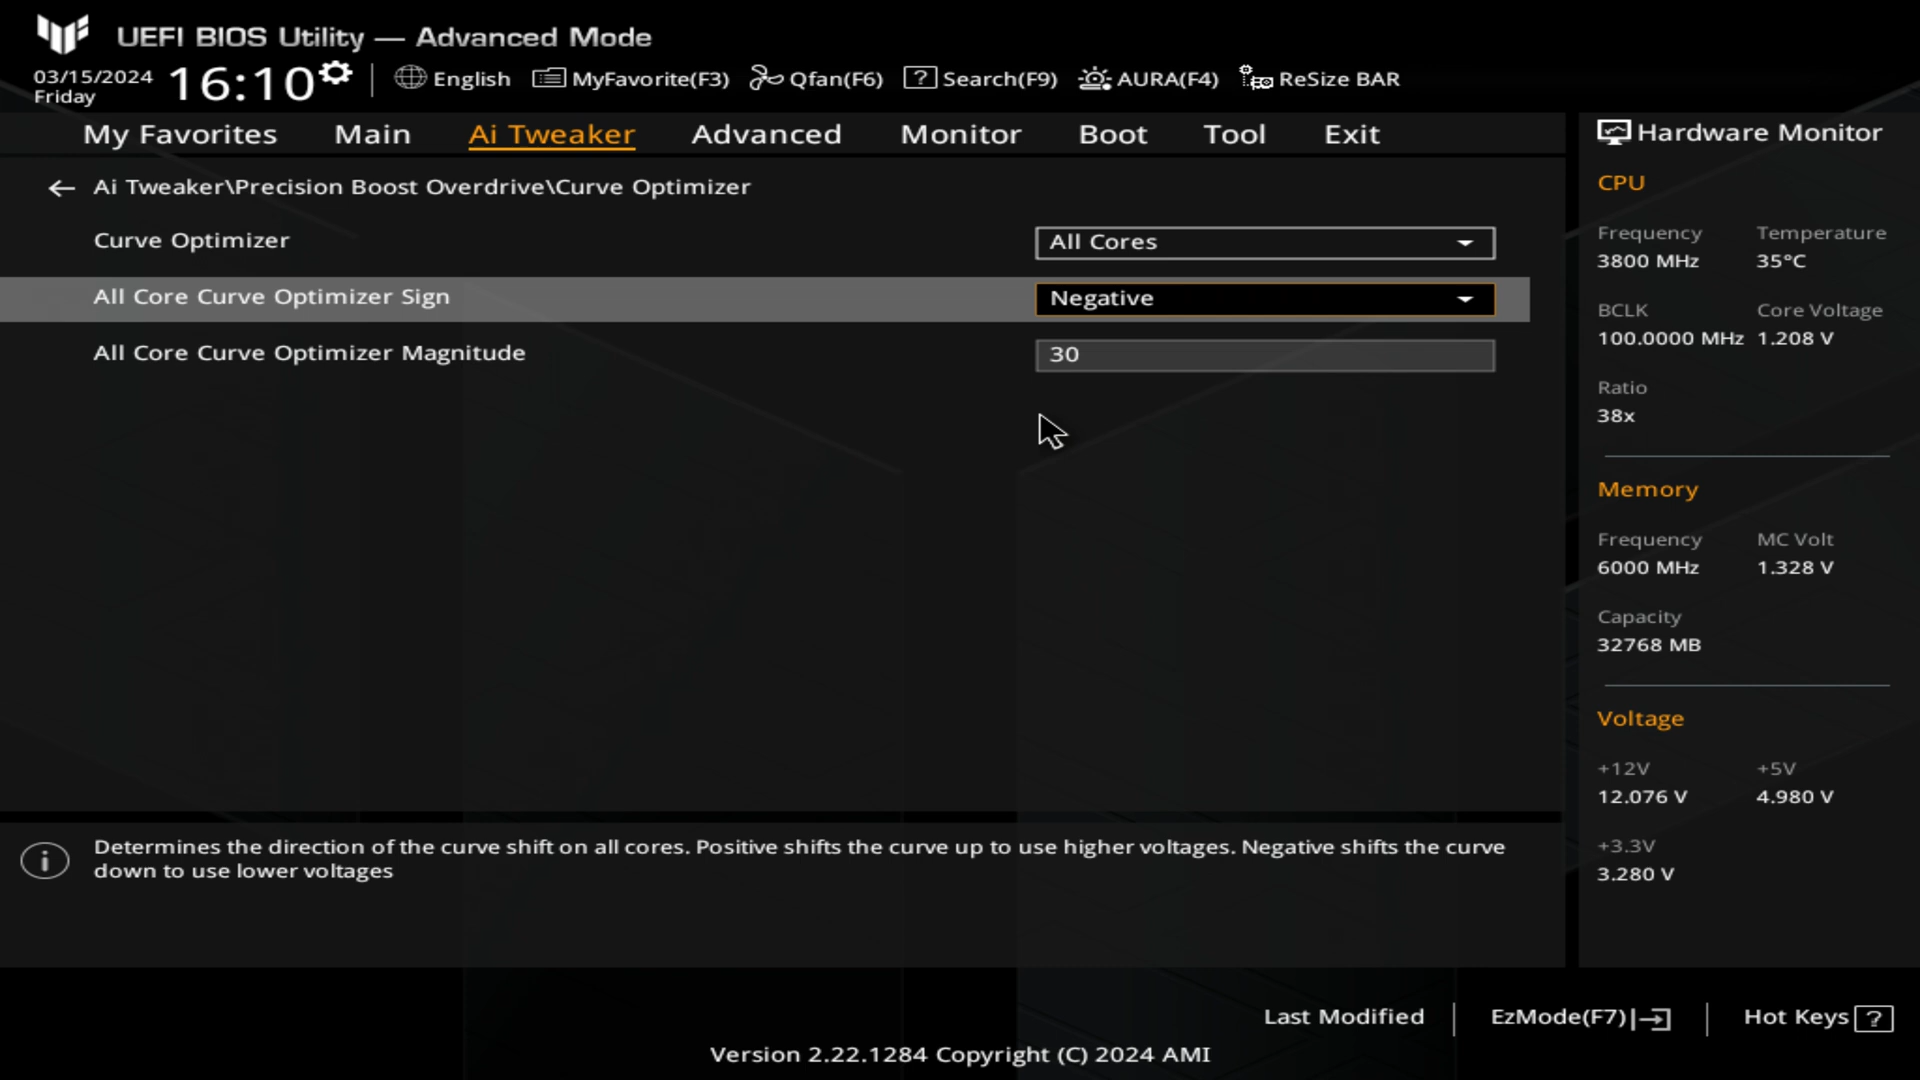 UEFI BIOS Utility — Advanced Mode
03/15/2024
Friday
16:10
English
MyFavorite(F3)
Qfan(F6)
Search(F9)
AURA(F4)
ReSize BAR
My Favorites
Main
Ai Tweaker
Advanced
Monitor
Boot
Tool
Exit
Ai Tweaker\Precision Boost Overdrive\Curve Optimizer
Curve Optimizer
All Cores
All Core Curve Optimizer Sign
Negative
All Core Curve Optimizer Magnitude
30
Determines the direction of the curve shift on all cores. Positive shifts the curve up to use higher voltages. Negative shifts the curve
down to use lower voltages
Hardware Monitor
CPU
Frequency
Temperature
3800 MHz
35°C
BCLK
Core Voltage
100.0000 MHz
1.208 V
Ratio
38x
Memory
Frequency
MC Volt
6000 MHz
1.328 V
Capacity
32768 MB
Voltage
+12V
+5V
12.076 V
4.980 V
+3.3V
3.280 V
Last Modified
EzMode(F7)
Hot Keys ?
Version 2.22.1284 Copyright (C) 2024 AMI